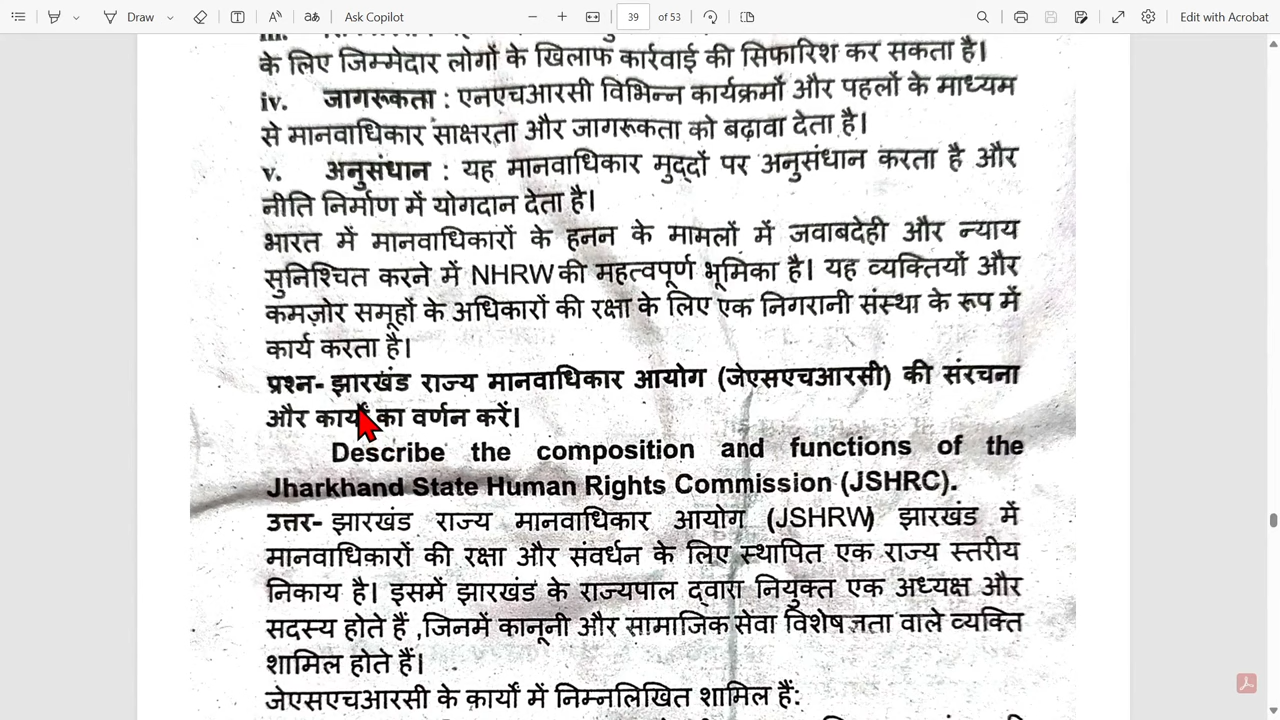 Draw
Ask Copilot
39 of 53
Edit with Acrobat
के लिए जिम्मेदार लोगों के खिलाफ कार्रवाई की सिफारिश कर सकता है।
iv. जागरूकता : एनएचआरसी विभिन्न कार्यक्रमों और पहलों के माध्यम
से मानवाधिकार साक्षरता और जागरूकता को बढ़ावा देता है।
v. अनुसंधान : यह मानवाधिकार मुद्दों पर अनुसंधान करता है और
नीति निर्माण में योगदान देता है।
भारत में मानवाधिकारों के हनन के मामलों में जवाबदेही और न्याय
सुनिश्चित करने में NHRW की महत्वपूर्ण भूमिका है। यह व्यक्तियों और
कमज़ोर समूहों के अधिकारों की रक्षा के लिए एक निगरानी संस्था के रूप में
कार्य करता है।
प्रश्न- झारखंड राज्य मानवाधिकार आयोग (जेएसएचआरसी) की संरचना
और कार्यों का वर्णन करें।
Describe the composition and functions of the
Jharkhand State Human Rights Commission (JSHRC).
उत्तर- झारखंड राज्य मानवाधिकार आयोग (JSHRW) झारखंड में
मानवाधिकारों की रक्षा और संवर्धन के लिए स्थापित एक राज्य स्तरीय
निकाय है। इसमें झारखंड के राज्यपाल द्वारा नियुक्त एक अध्यक्ष और
सदस्य होते हैं ,जिनमें कानूनी और सामाजिक सेवा विशेषज्ञता वाले व्यक्ति
शामिल होते हैं।
जेएसएचआरसी के कार्यों में निम्नलिखित शामिल हैं: